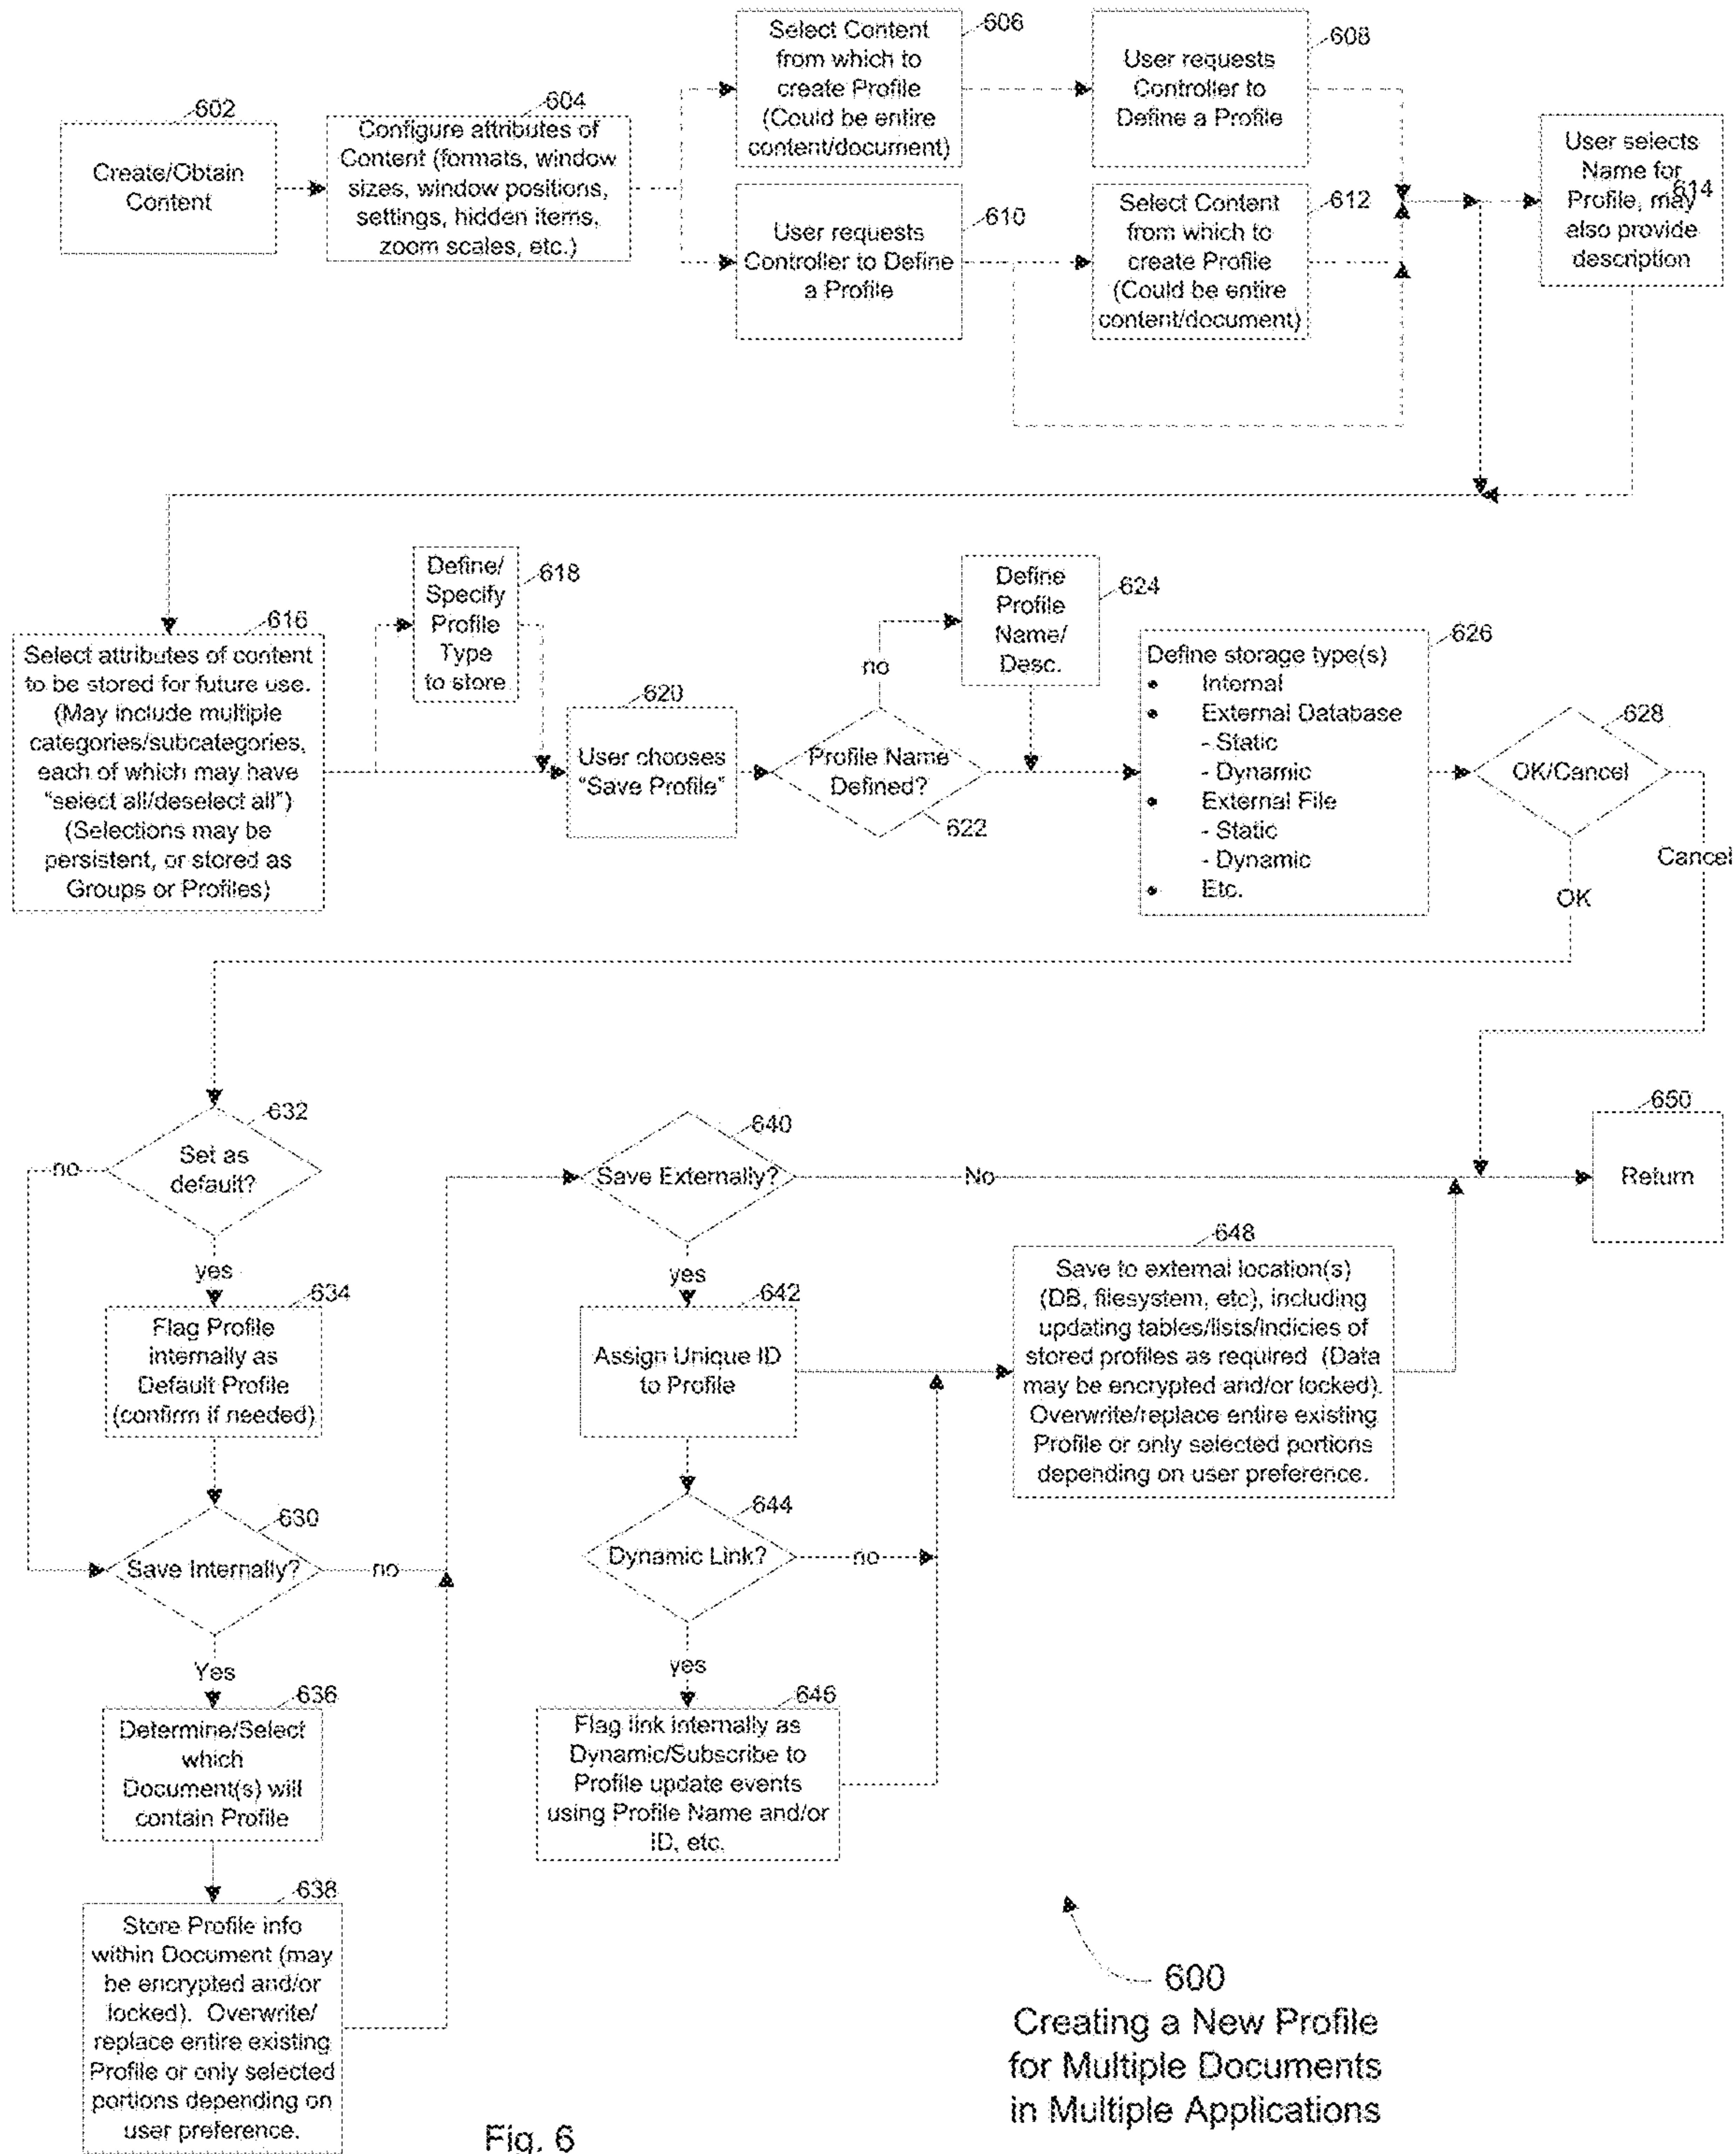 602
Create/Obtain
Content
604
Configure attributes of
Content (formats, window
sizes, window positions,
settings, hidden items,
zoom scales, etc.)
606
Select Content
from which to
create Profile
(Could be entire
content/document)
608
User requests
Controller to
Define a Profile
610
User requests
Controller to Define
a Profile
612
Select Content
from which to
create Profile
(Could be entire
content/document)
614
User selects
Name for
Profile, may
also provide
description
616
Select attributes of content
to be stored for future use.
(May include multiple
categories/subcategories,
each of which may have
"select all/deselect all")
(Selections may be
persistent, or stored as
Groups or Profiles)
618
Define/
Specify
Profile
Type
to store
620
User chooses
"Save Profile"
Profile Name
Defined?
622
no
624
Define
Profile
Name/
Desc.
626
Define storage type(s)
• Internal
• External Database
- Static
- Dynamic
• External File
- Static
- Dynamic
• Etc.
628
OK/Cancel
Cancel
OK
632
Set as
default?
no
yes
634
Flag Profile
internally as
Default Profile
(confirm if needed)
630
Save Internally?
no
Yes
636
Determine/Select
which
Document(s) will
contain Profile
638
Store Profile info
within Document (may
be encrypted and/or
locked). Overwrite/
replace entire existing
Profile or only selected
portions depending on
user preference.
640
Save Externally?
No
yes
642
Assign Unique ID
to Profile
644
Dynamic Link?
no
yes
646
Flag link internally as
Dynamic/Subscribe to
Profile update events
using Profile Name and/or
ID, etc.
648
Save to external location(s)
(DB, filesystem, etc), including
updating tables/lists/indicies of
stored profiles as required (Data
may be encrypted and/or locked).
Overwrite/replace entire existing
Profile or only selected portions
depending on user preference.
650
Return
600
Creating a New Profile
for Multiple Documents
in Multiple Applications
Fig. 6